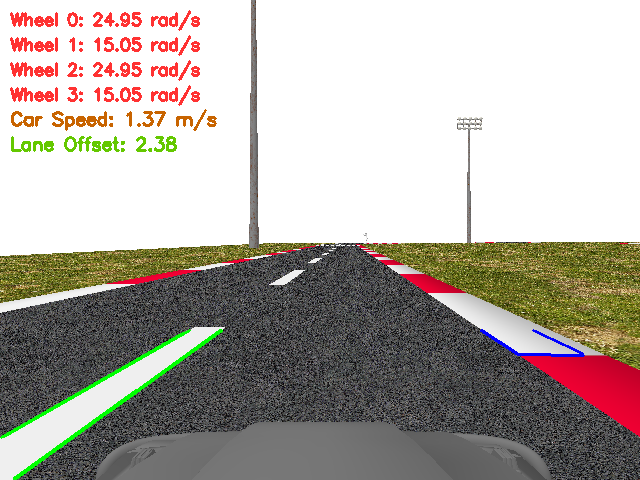 Wheel 0: 24.95 rad/s
Wheel 1: 15.05 rad/s
Wheel 2: 24.95 rad/s
Wheel 3: 15.05 rad/s
Car Speed: 1.37 m/s
Lane Offset: 2.38